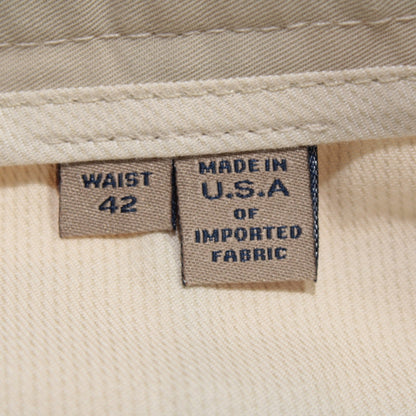 WAIST
42
MADE IN
U.S.A
OF
IMPORTED
FABRIC